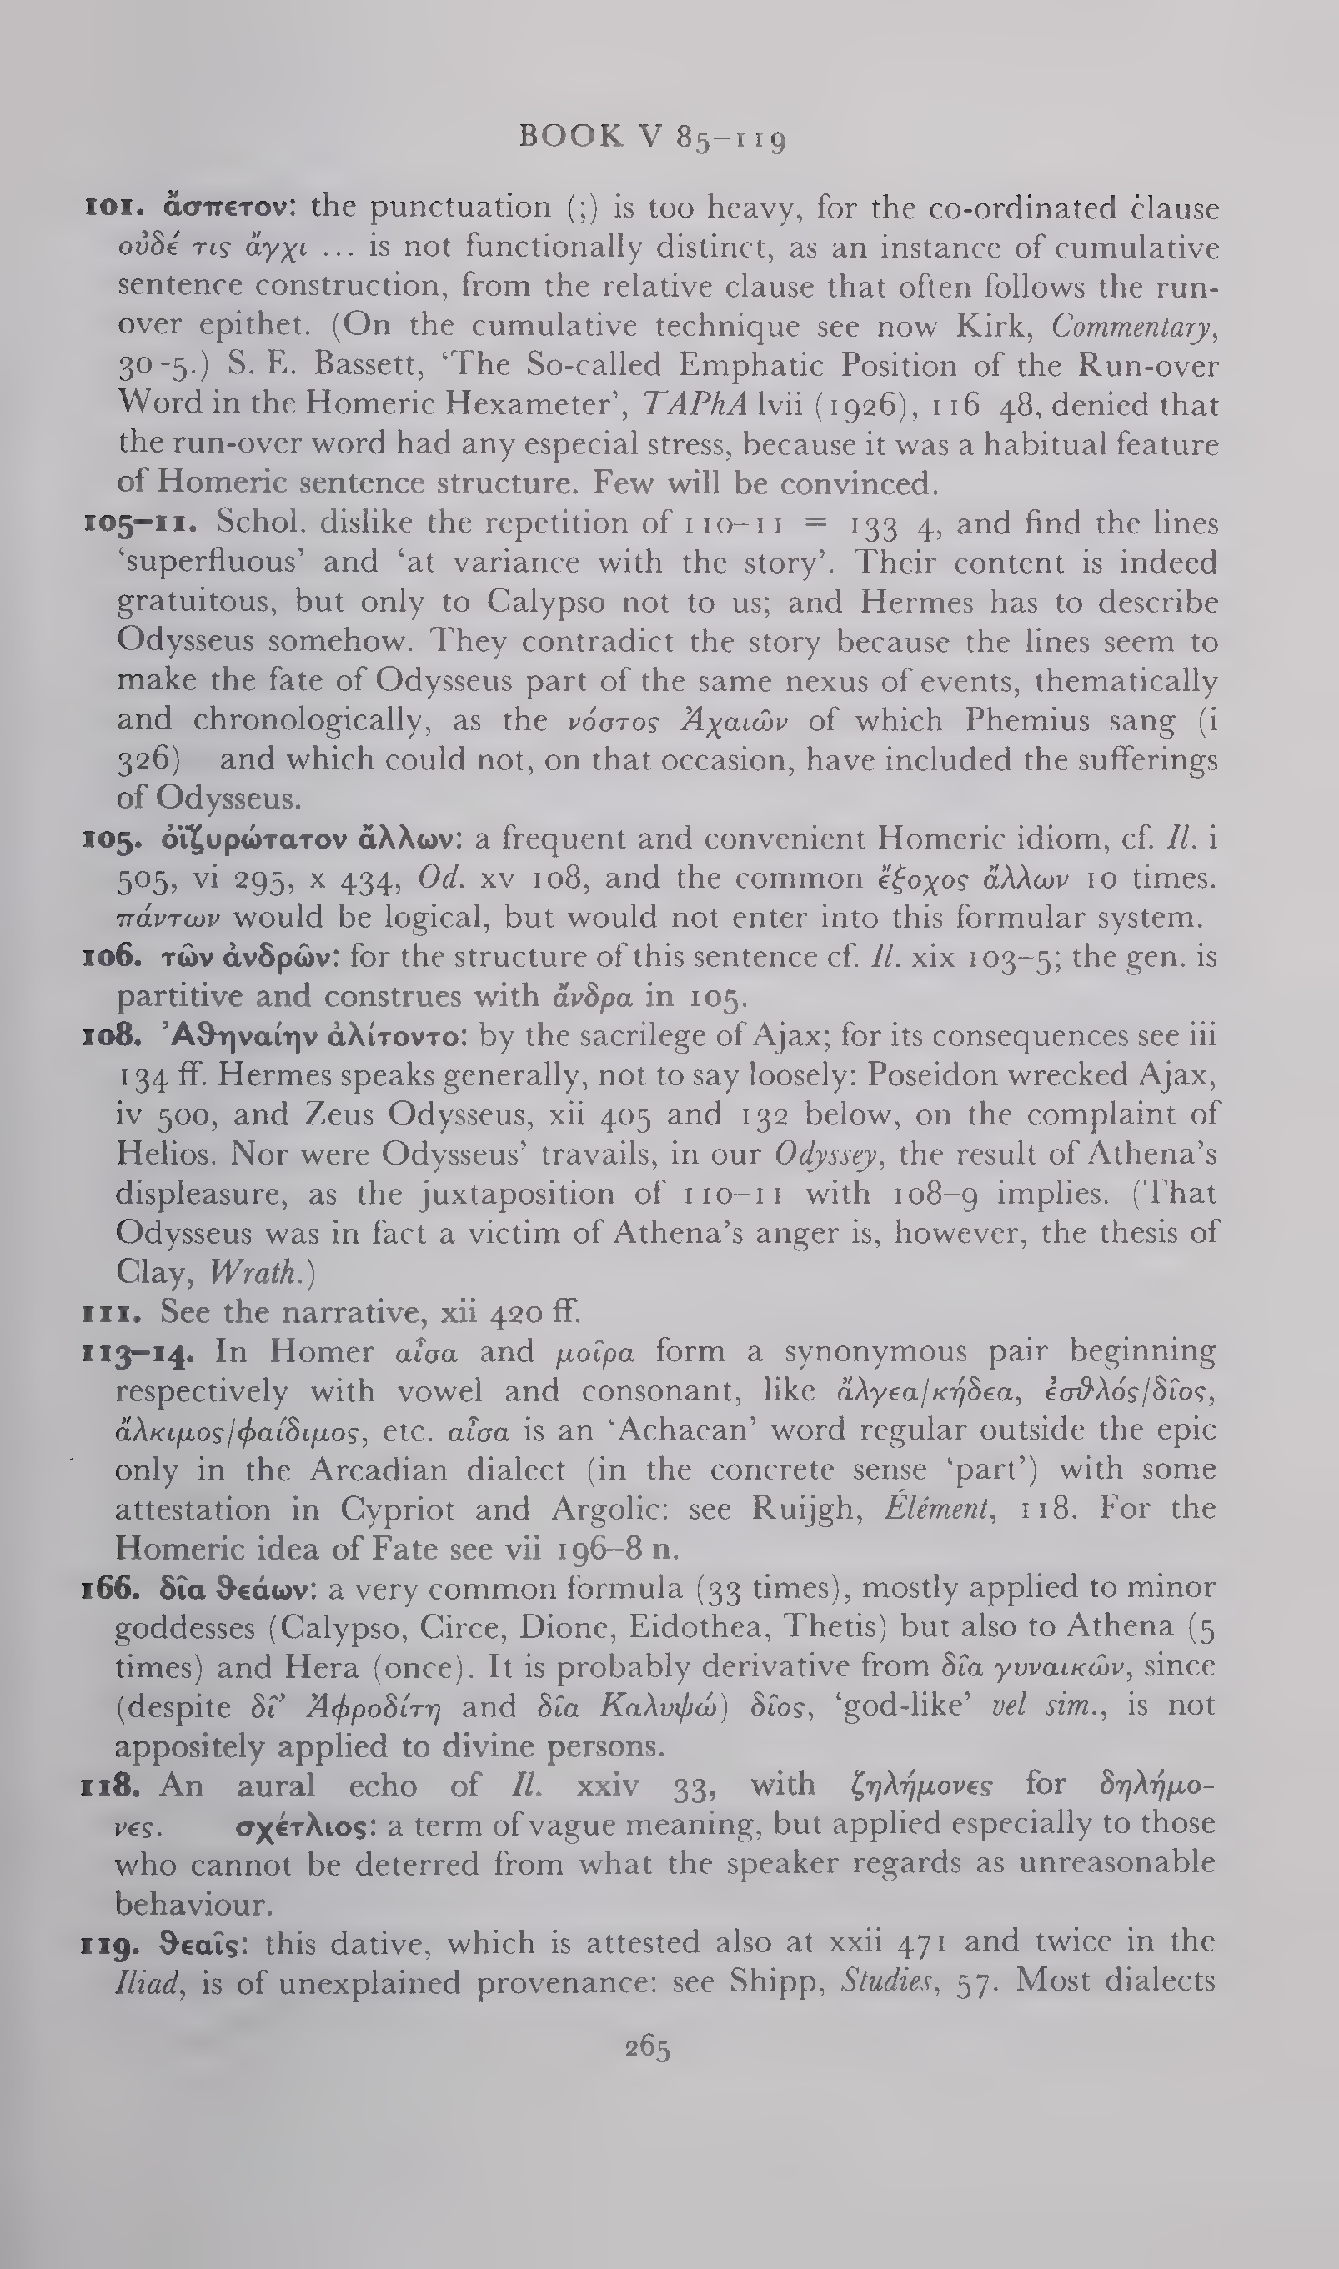 BOOK V 85–119
101. ἄσπετον: the punctuation (;) is too heavy, for the co-ordinated clause
οὐδέ τις ἄγχι ... is not functionally distinct, as an instance of cumulative
sentence construction, from the relative clause that often follows the run-
over epithet. (On the cumulative technique see now Kirk, Commentary,
30-5.) S. E. Bassett, ‘The So-called Emphatic Position of the Run-over
Word in the Homeric Hexameter’, TAPhA lvii (1926), 116 48, denied that
the run-over word had any especial stress, because it was a habitual feature
of Homeric sentence structure. Few will be convinced.
105–11. Schol. dislike the repetition of 110–11 = 133 4, and find the lines
‘superfluous’ and ‘at variance with the story’. Their content is indeed
gratuitous, but only to Calypso not to us; and Hermes has to describe
Odysseus somehow. They contradict the story because the lines seem to
make the fate of Odysseus part of the same nexus of events, thematically
and chronologically, as the νόστος Ἀχαιῶν of which Phemius sang (i
326) and which could not, on that occasion, have included the sufferings
of Odysseus.
105. ὀϊζυρώτατον ἄλλων: a frequent and convenient Homeric idiom, cf. Il. i
505, vi 295, x 434, Od. xv 108, and the common ἔξοχος ἄλλων 10 times.
πάντων would be logical, but would not enter into this formular system.
106. τῶν ἀνδρῶν: for the structure of this sentence cf. Il. xix 103–5; the gen. is
partitive and construes with ἄνδρα in 105.
108. Ἀϑηναίην ἀλίτοντο: by the sacrilege of Ajax; for its consequences see iii
134 ff. Hermes speaks generally, not to say loosely: Poseidon wrecked Ajax,
iv 500, and Zeus Odysseus, xii 405 and 132 below, on the complaint of
Helios. Nor were Odysseus’ travails, in our Odyssey, the result of Athena’s
displeasure, as the juxtaposition of 110–11 with 108–9 implies. (That
Odysseus was in fact a victim of Athena’s anger is, however, the thesis of
Clay, Wrath.)
111. See the narrative, xii 420 ff.
113–14. In Homer αἶσα and μοῖρα form a synonymous pair beginning
respectively with vowel and consonant, like ἄλγεα/κήδεα, ἐσϑλός/δῖος,
ἄλκιμος/φαίδιμος, etc. αἶσα is an ‘Achaean’ word regular outside the epic
only in the Arcadian dialect (in the concrete sense ‘part’) with some
attestation in Cypriot and Argolic: see Ruijgh, Élément, 118. For the
Homeric idea of Fate see vii 196–8 n.
166. δῖα ϑεάων: a very common formula (33 times), mostly applied to minor
goddesses (Calypso, Circe, Dione, Eidothea, Thetis) but also to Athena (5
times) and Hera (once). It is probably derivative from δῖα γυναικῶν, since
(despite δῖ’ Ἀφροδίτη and δῖα Καλυψώ) δῖος, ‘god-like’ vel sim., is not
appositely applied to divine persons.
118. An aural echo of Il. xxiv 33, with ζηλήμονες for δηλήμο-
νες. σχέτλιος: a term of vague meaning, but applied especially to those
who cannot be deterred from what the speaker regards as unreasonable
behaviour.
119. ϑεαῖς: this dative, which is attested also at xxii 471 and twice in the
Iliad, is of unexplained provenance: see Shipp, Studies, 57. Most dialects
265